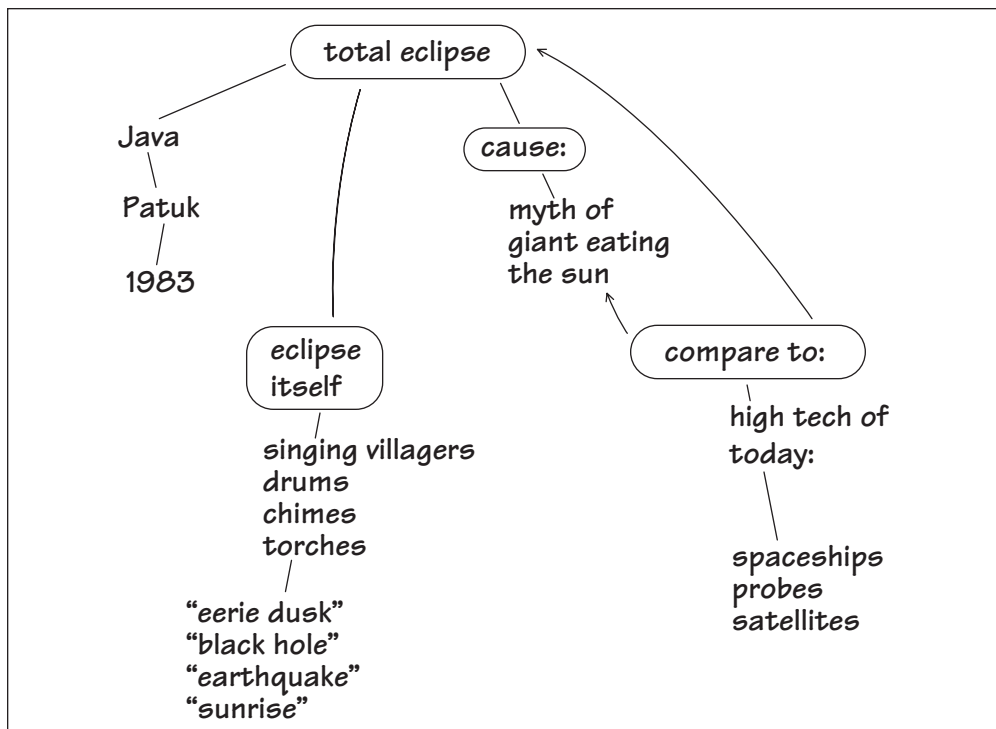 total eclipse
Java
Patuk
1983
cause:
myth of
giant eating
the sun
eclipse
itself
singing villagers
drums
chimes
torches
“eerie dusk”
“black hole”
“earthquake”
“sunrise”
compare to:
high tech of
today:
spaceships
probes
satellites